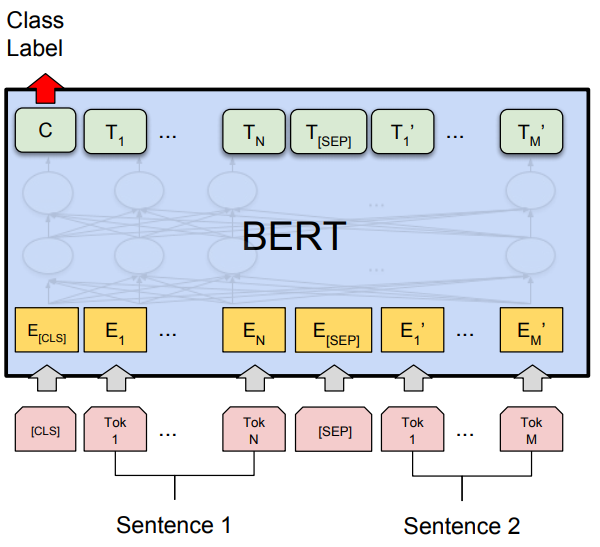 Class
Label
C T1 ... TN T[SEP] T1' ... TM'
...
BERT
...
E[CLS] E1 ... EN E[SEP] E1' ... EM'
[CLS] Tok 1 ... Tok N [SEP] Tok 1 ... Tok M
Sentence 1 Sentence 2